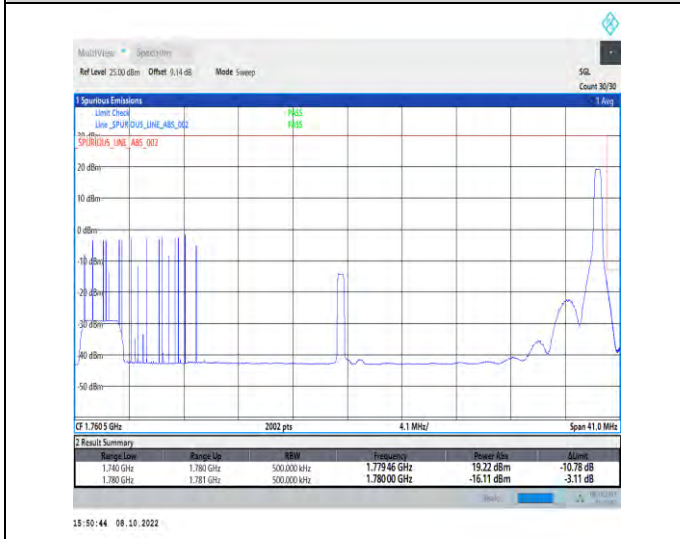 MultiView Spectrum
Ref Level 25.00 dBm Offset 9.14 dB Mode Sweep SGL
Count 30/30
1 Spurious Emissions 1 Avg
Limit Check PASS
Line _SPURIOUS_LINE_ABS_002 PASS
30 dBm
SPURIOUS_LINE_ABS_002
20 dBm
10 dBm
0 dBm
-10 dBm
-20 dBm
-30 dBm
-40 dBm
-50 dBm
CF 1.760 5 GHz 2002 pts 4.1 MHz/ Span 41.0 MHz
2 Result Summary
Range Low Range Up RBW Frequency Power Abs ΔLimit
1.740 GHz 1.780 GHz 500.000 kHz 1.779 46 GHz 19.22 dBm -10.78 dB
1.780 GHz 1.781 GHz 500.000 kHz 1.780 00 GHz -16.11 dBm -3.11 dB
15:50:44 08.10.2022